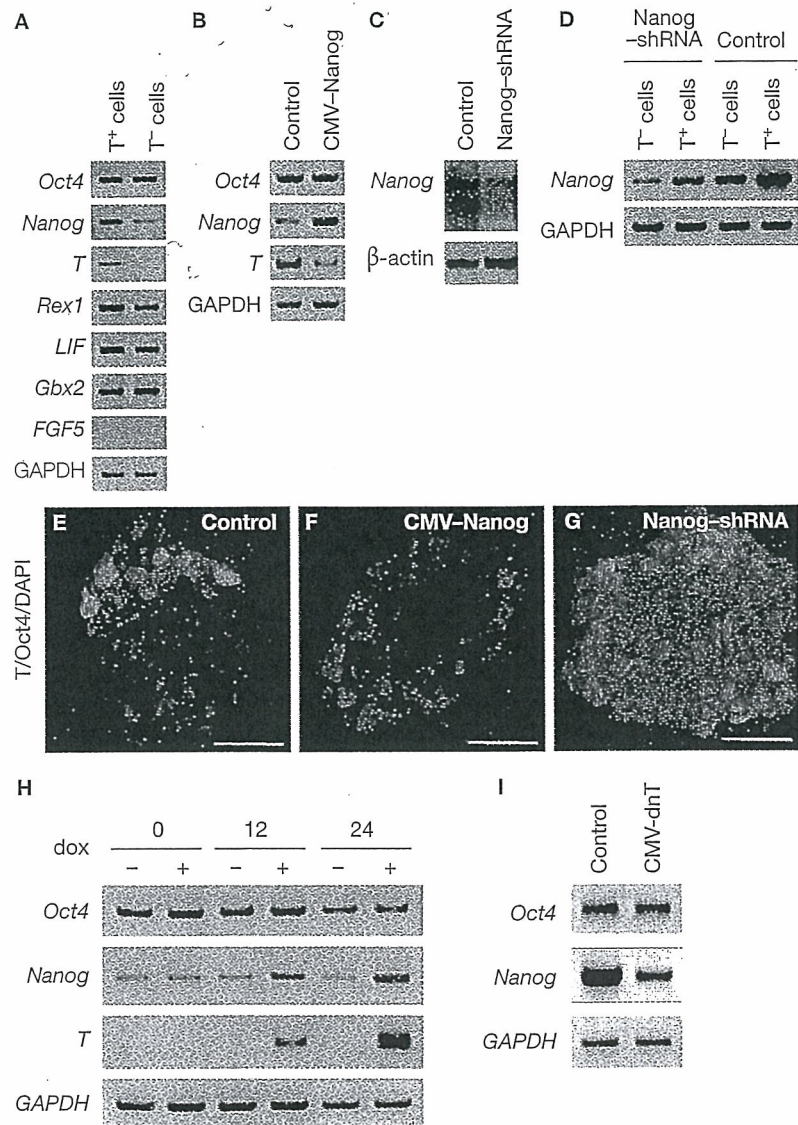 A
T+ cells
T− cells
Oct4
Nanog
T
Rex1
LIF
Gbx2
FGF5
GAPDH
B
Control
CMV–Nanog
Oct4
Nanog
T
GAPDH
C
Control
Nanog–shRNA
Nanog
β-actin
D
Nanog
–shRNA
Control
T− cells
T+ cells
T− cells
T+ cells
Nanog
GAPDH
T/Oct4/DAPI
E Control
F CMV–Nanog
G Nanog–shRNA
H
0 12 24
dox
− + − + − +
Oct4
Nanog
T
GAPDH
I
Control
CMV-dnT
Oct4
Nanog
GAPDH